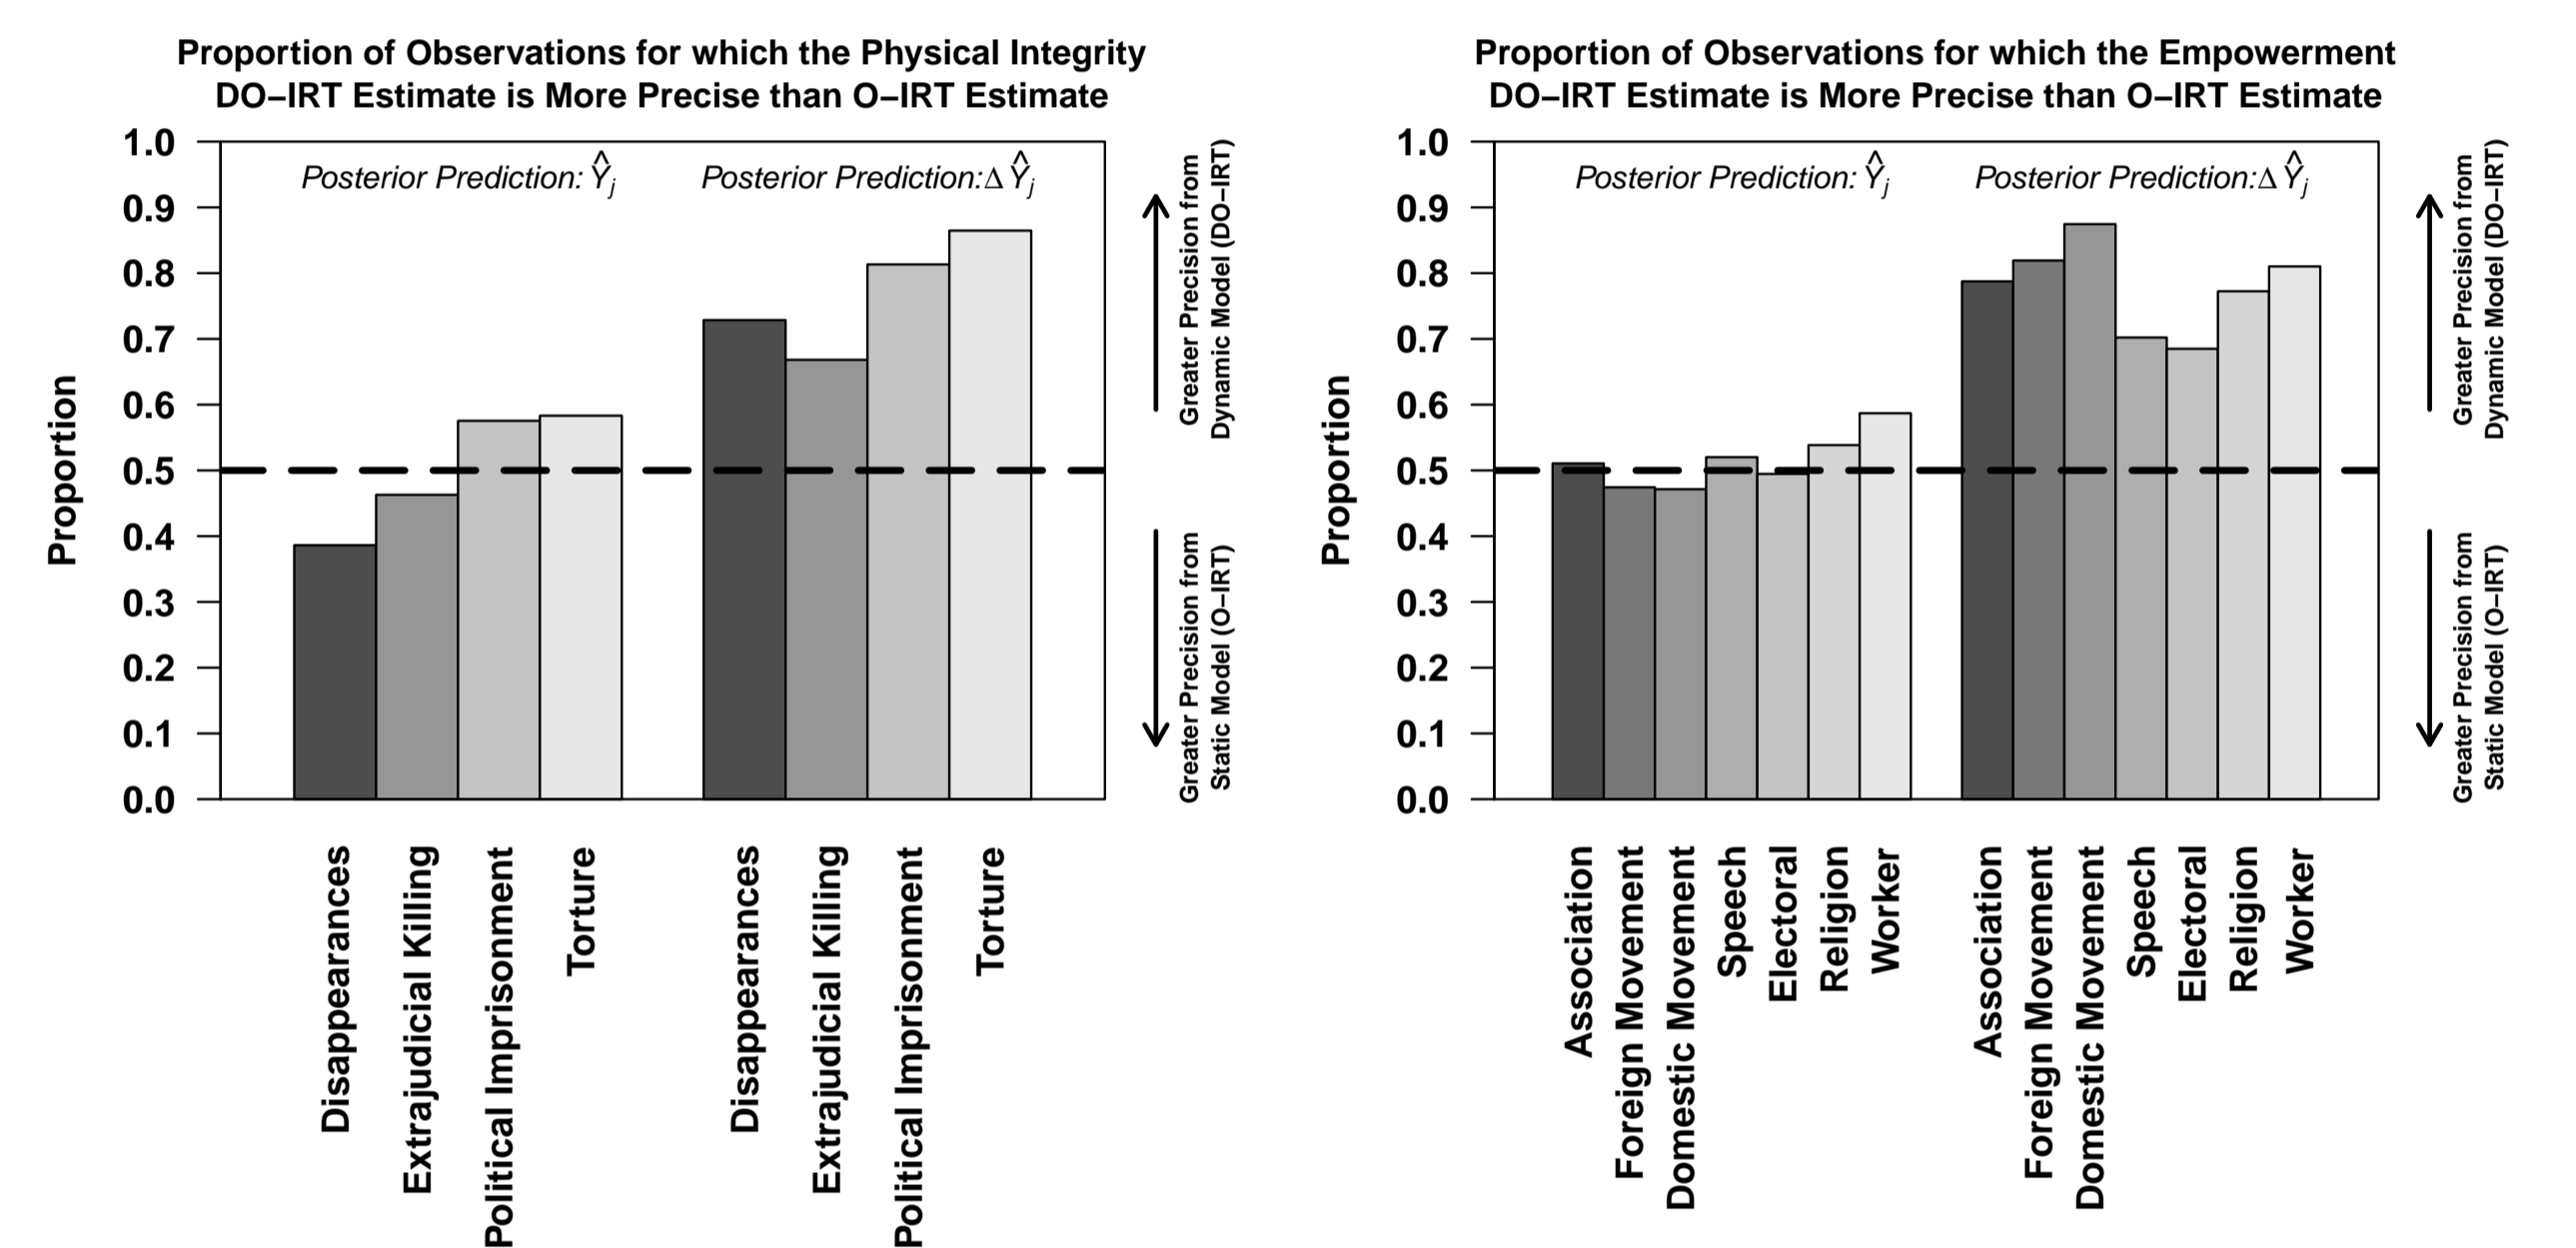 Proportion of Observations for which the Physical Integrity
DO–IRT Estimate is More Precise than O–IRT Estimate
Posterior Prediction: Ŷj
Posterior Prediction:Δ Ŷj
Proportion
1.0
0.9
0.8
0.7
0.6
0.5
0.4
0.3
0.2
0.1
0.0
Disappearances
Extrajudicial Killing
Political Imprisonment
Torture
Disappearances
Extrajudicial Killing
Political Imprisonment
Torture
Greater Precision from
Dynamic Model (DO–IRT)
Greater Precision from
Static Model (O–IRT)
Proportion of Observations for which the Empowerment
DO–IRT Estimate is More Precise than O–IRT Estimate
Posterior Prediction: Ŷj
Posterior Prediction:Δ Ŷj
Proportion
1.0
0.9
0.8
0.7
0.6
0.5
0.4
0.3
0.2
0.1
0.0
Association
Foreign Movement
Domestic Movement
Speech
Electoral
Religion
Worker
Association
Foreign Movement
Domestic Movement
Speech
Electoral
Religion
Worker
Greater Precision from
Dynamic Model (DO–IRT)
Greater Precision from
Static Model (O–IRT)